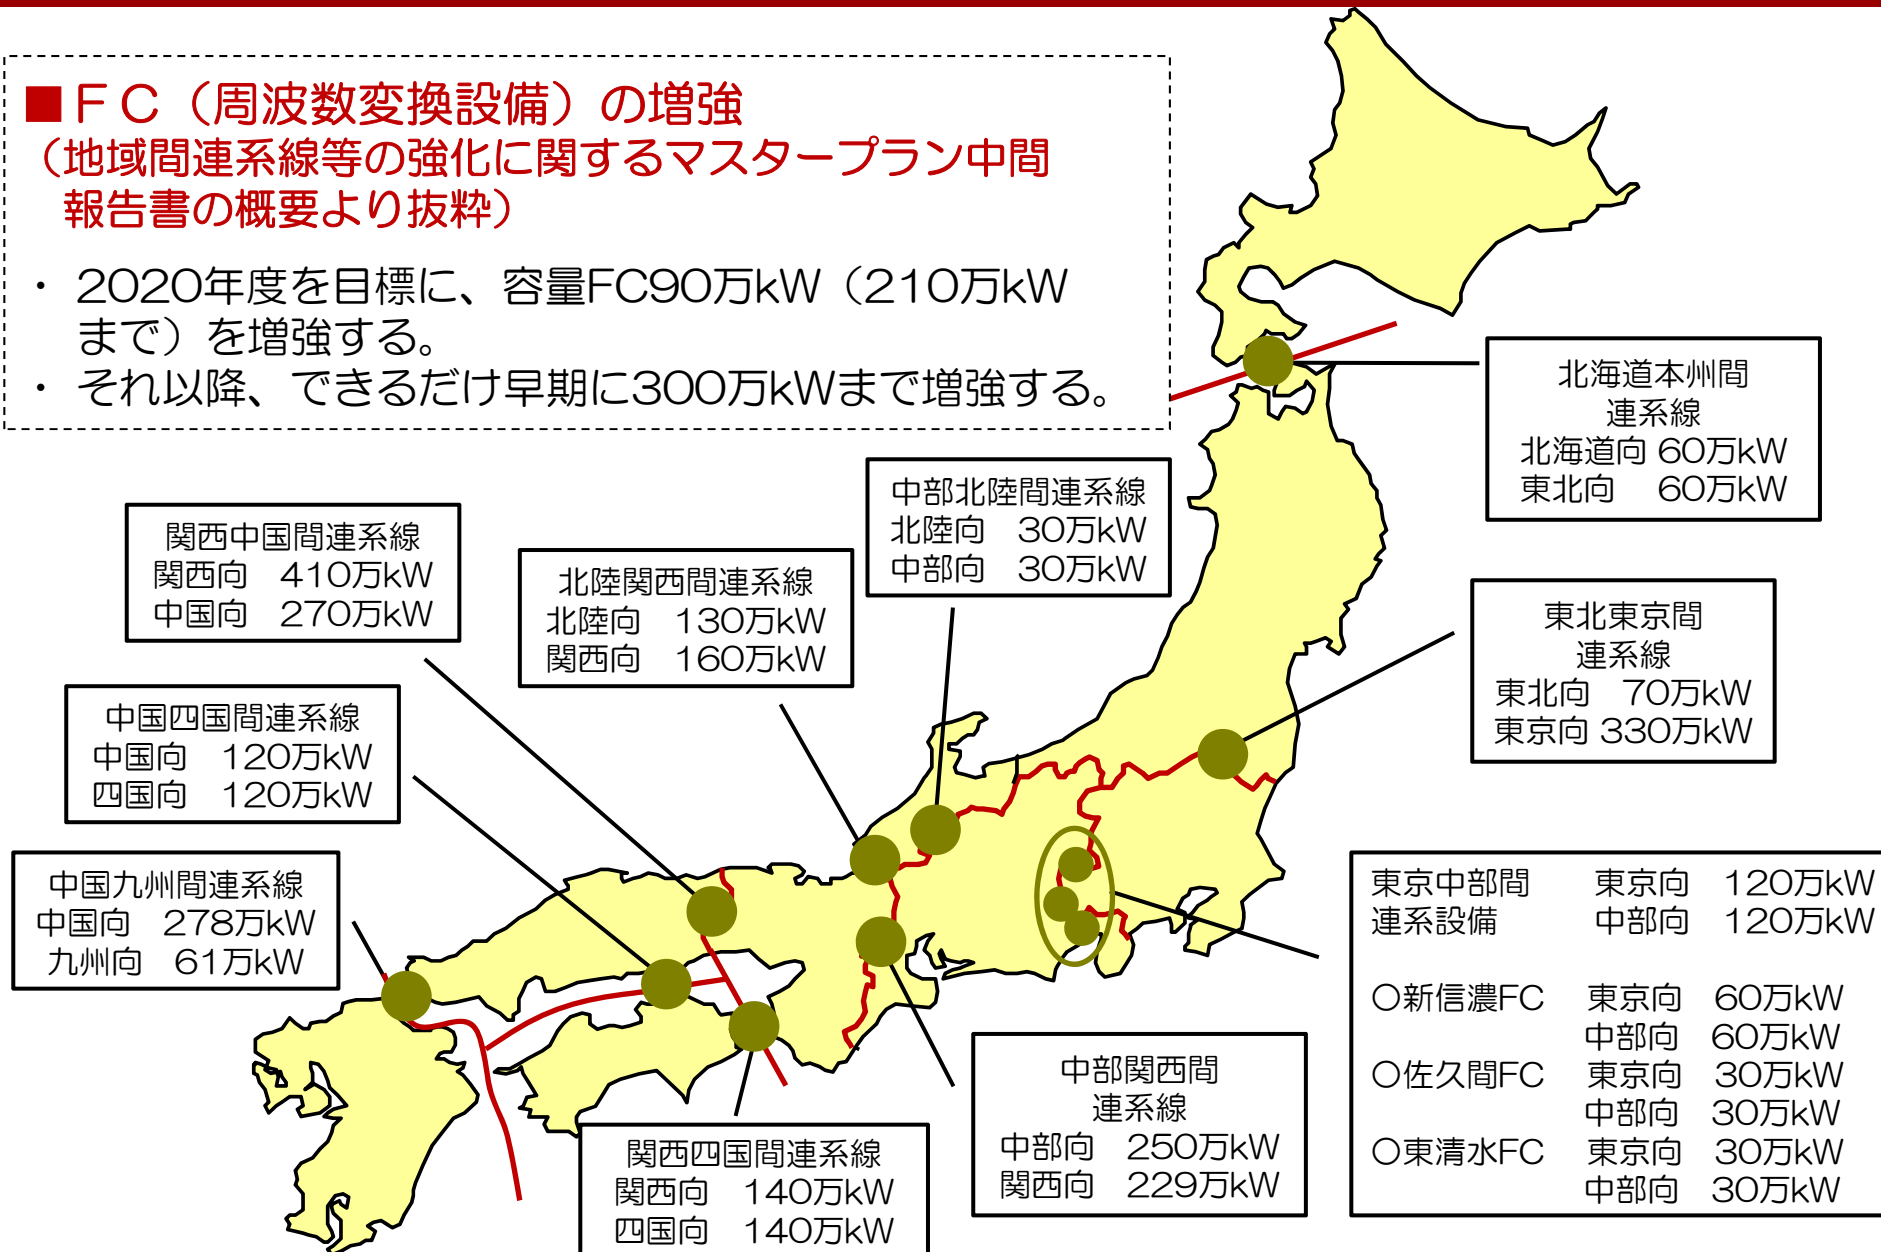 ■ＦＣ（周波数変換設備）の増強
（地域間連系線等の強化に関するマスタープラン中間
報告書の概要より抜粋）
・ 2020年度を目標に、容量FC90万kW（210万kW
まで）を増強する。
・ それ以降、できるだけ早期に300万kWまで増強する。
北海道本州間
連系線
北海道向 60万kW
東北向 60万kW
中部北陸間連系線
北陸向 30万kW
中部向 30万kW
関西中国間連系線
関西向 410万kW
中国向 270万kW
北陸関西間連系線
北陸向 130万kW
関西向 160万kW
東北東京間
連系線
東北向 70万kW
東京向 330万kW
中国四国間連系線
中国向 120万kW
四国向 120万kW
中国九州間連系線
中国向 278万kW
九州向 61万kW
東京中部間 東京向 120万kW
連系設備 中部向 120万kW
〇新信濃FC 東京向 60万kW
中部向 60万kW
〇佐久間FC 東京向 30万kW
中部向 30万kW
〇東清水FC 東京向 30万kW
中部向 30万kW
中部関西間
連系線
中部向 250万kW
関西向 229万kW
関西四国間連系線
関西向 140万kW
四国向 140万kW